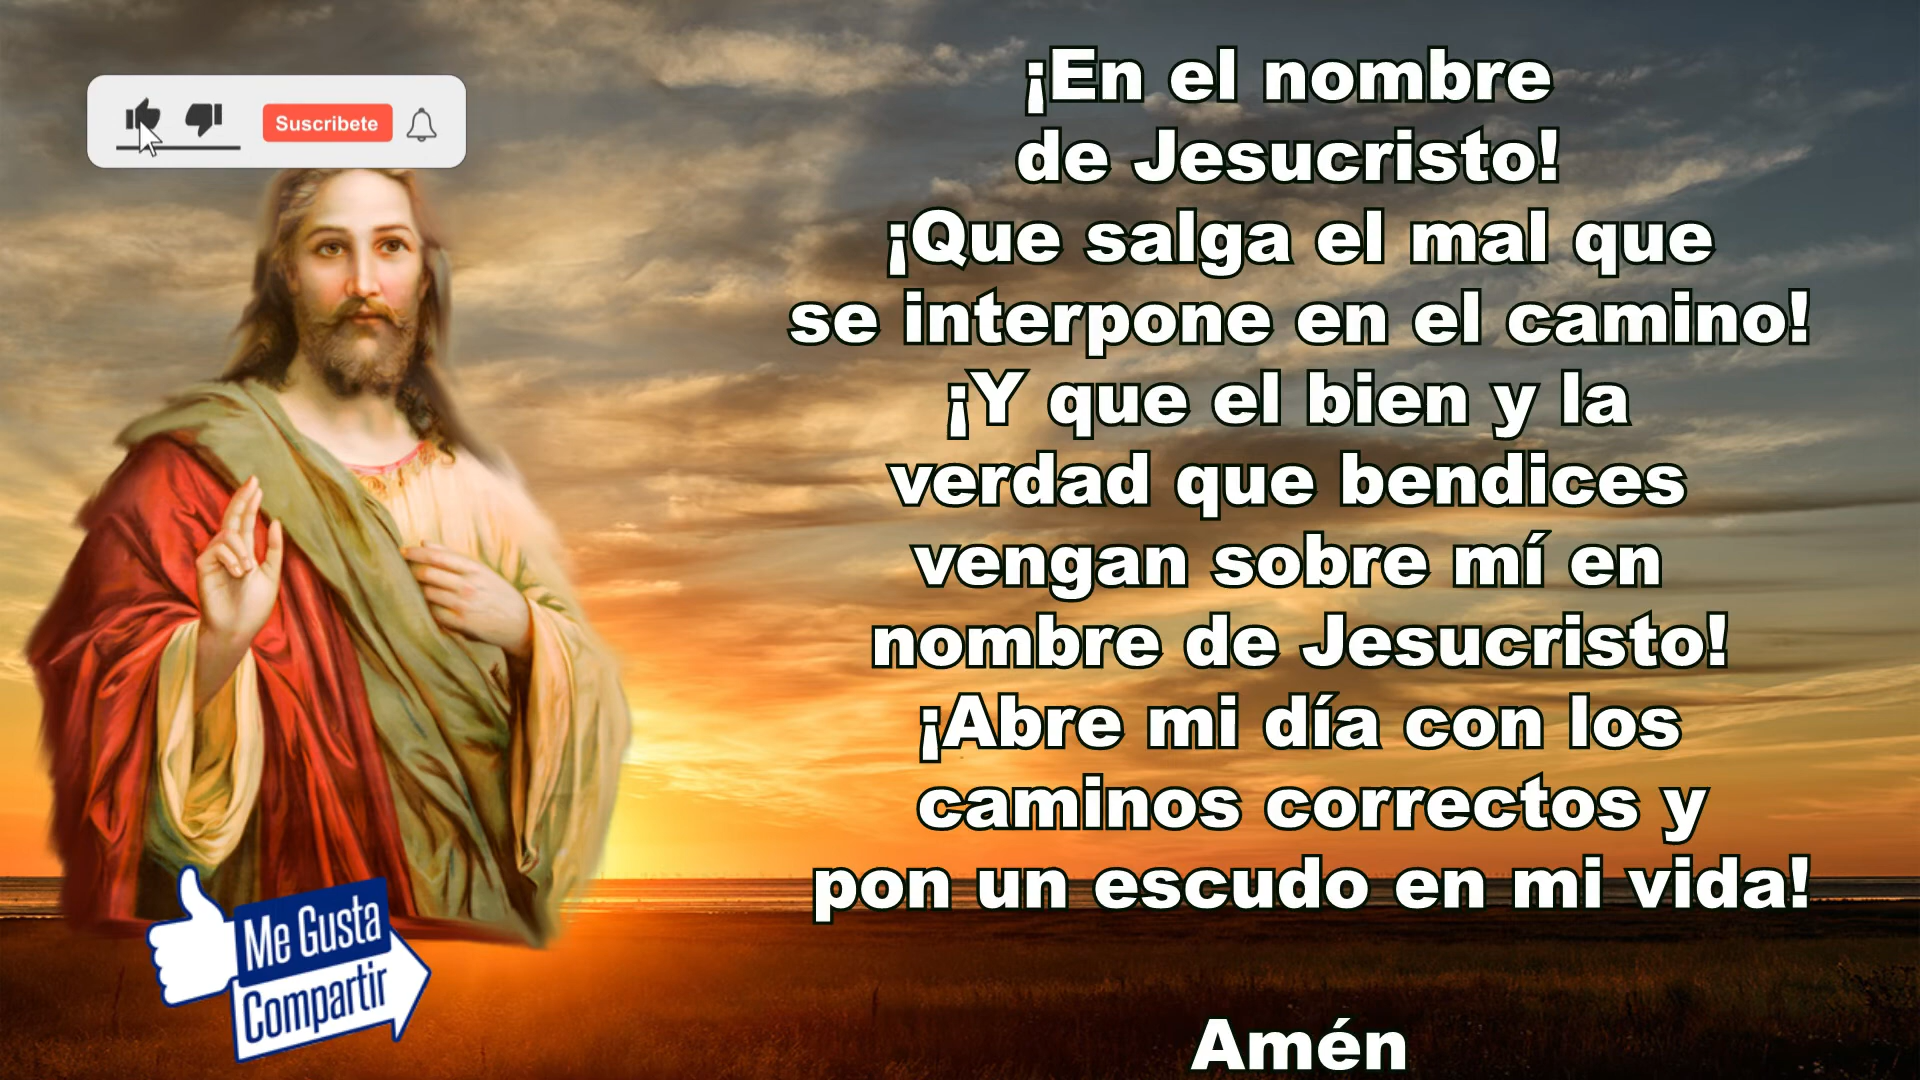 Suscribete
¡En el nombre
de Jesucristo!
¡Que salga el mal que
se interpone en el camino!
¡Y que el bien y la
verdad que bendices
vengan sobre mí en
nombre de Jesucristo!
¡Abre mi día con los
caminos correctos y
pon un escudo en mi vida!
Amén
Me Gusta
Compartir